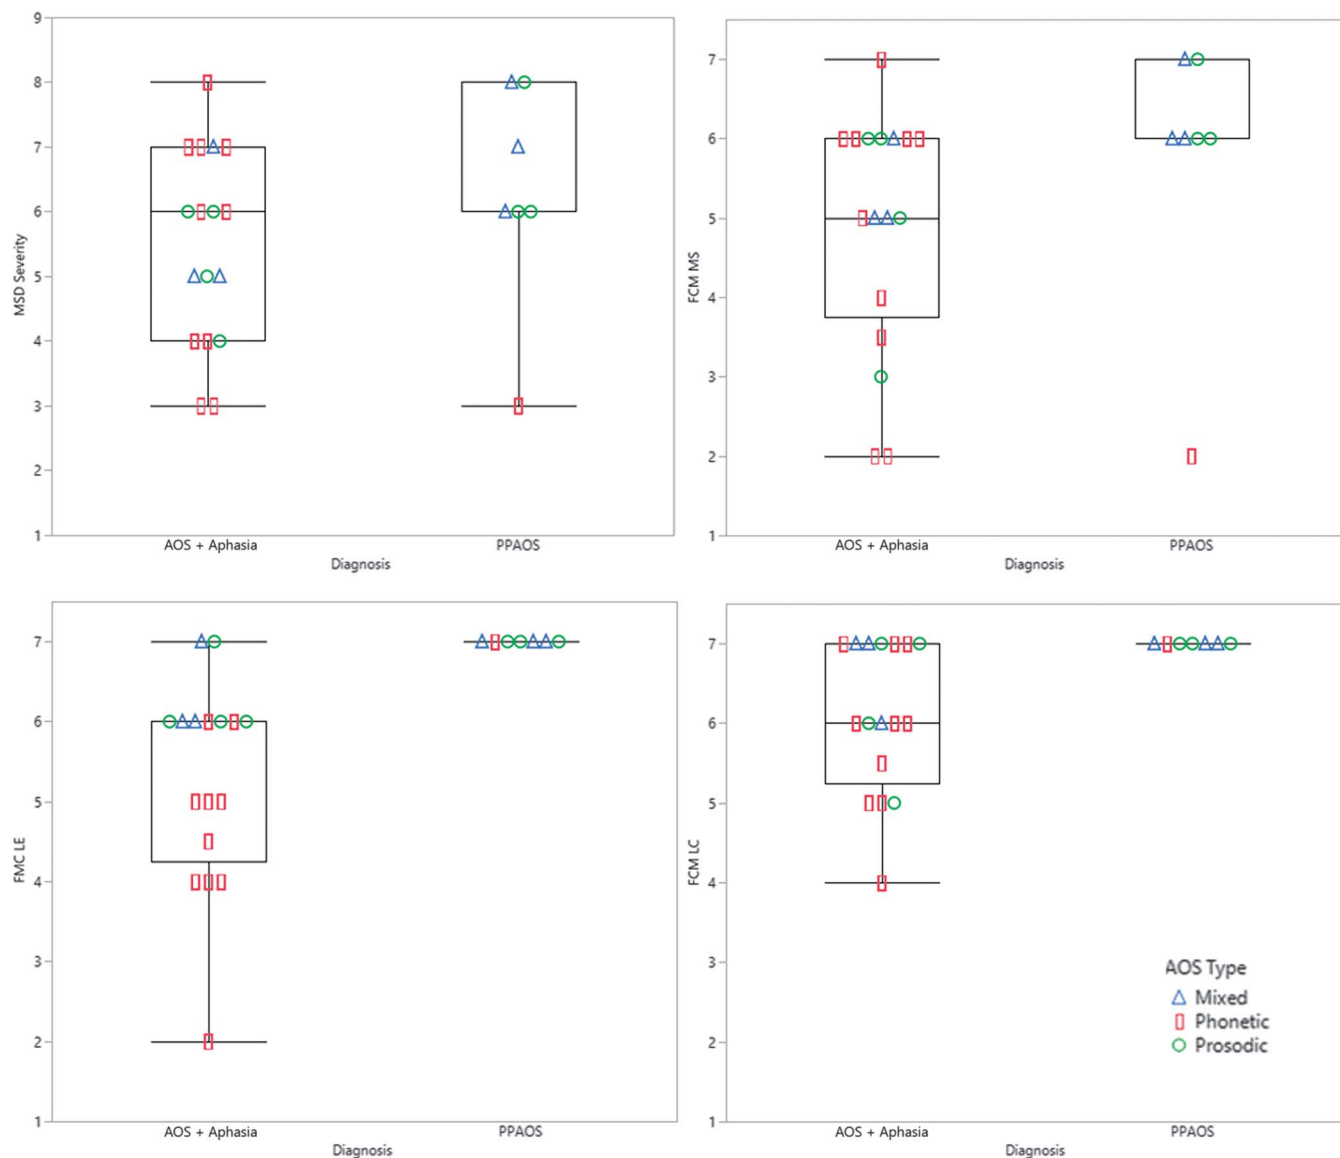 9
8
7
6
5
4
3
2
1
MSD Severity
AOS + Aphasia
PPAOS
Diagnosis
7
6
5
4
3
2
1
FCM MS
AOS + Aphasia
PPAOS
Diagnosis
7
6
5
4
3
2
1
FMC LE
AOS + Aphasia
PPAOS
Diagnosis
7
6
5
4
3
2
1
FCM LC
AOS Type
Mixed
Phonetic
Prosodic
AOS + Aphasia
PPAOS
Diagnosis